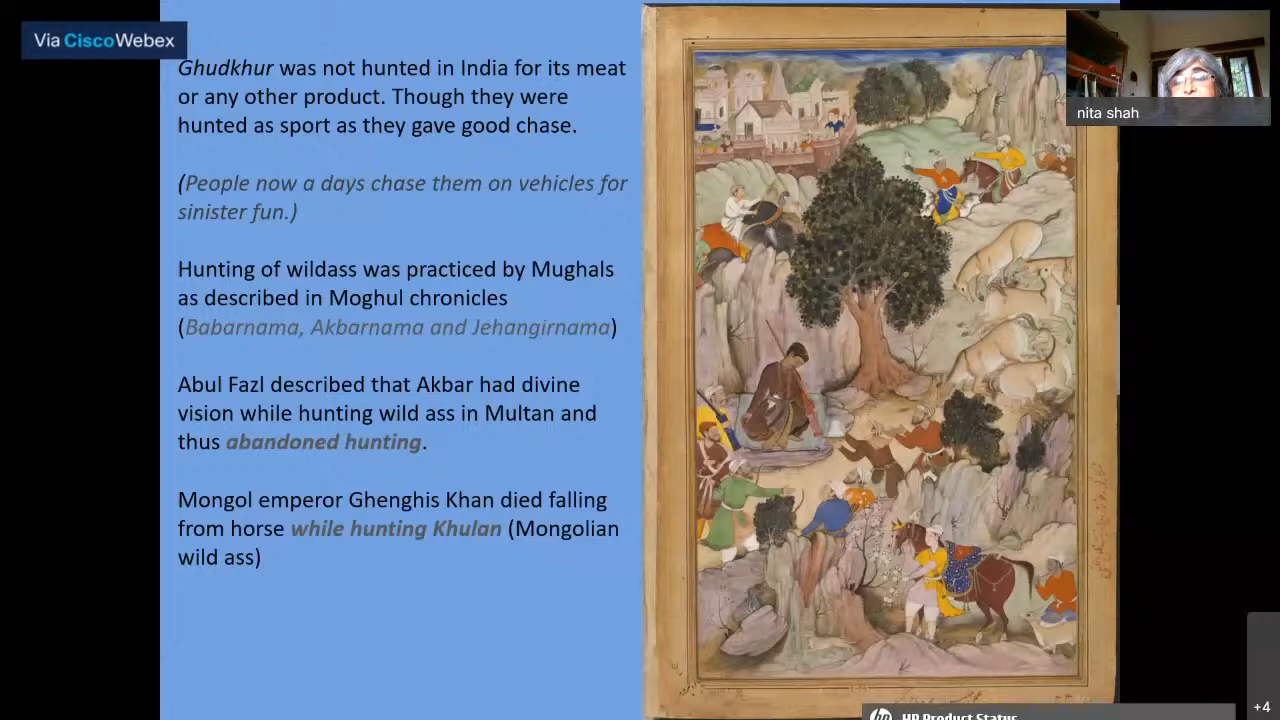 Via CiscoWebex
Ghudkhur was not hunted in India for its meat
or any other product. Though they were
hunted as sport as they gave good chase.
(People now a days chase them on vehicles for
sinister fun.)
Hunting of wildass was practiced by Mughals
as described in Moghul chronicles
(Babarnama, Akbarnama and Jehangirnama)
Abul Fazl described that Akbar had divine
vision while hunting wild ass in Multan and
thus abandoned hunting.
Mongol emperor Ghenghis Khan died falling
from horse while hunting Khulan (Mongolian
wild ass)
nita shah
hp HP Product Status
+4